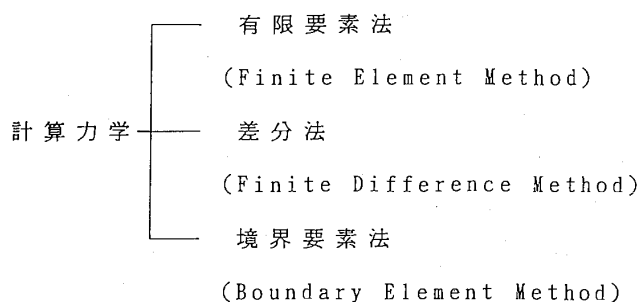 有限要素法
(Finite Element Method)
計算力学
差分法
(Finite Difference Method)
境界要素法
(Boundary Element Method)